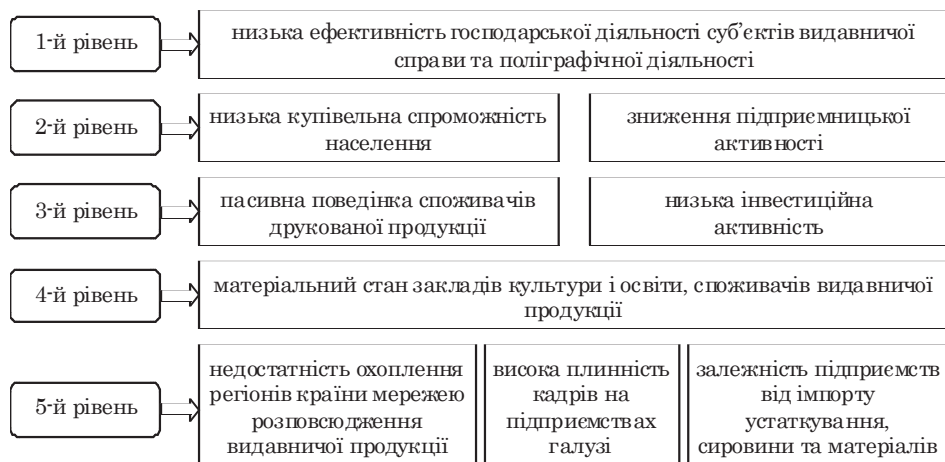 1-й рівень
низька ефективність господарської діяльності суб’єктів видавничої
справи та поліграфічної діяльності
2-й рівень
низька купівельна спроможність
населення
зниження підприємницької
активності
3-й рівень
пасивна поведінка споживачів
друкованої продукції
низька інвестиційна
активність
4-й рівень
матеріальний стан закладів культури і освіти, споживачів видавничої
продукції
5-й рівень
недостатність охоплення
регіонів країни мережею
розповсюдження
видавничої продукції
висока плинність
кадрів на
підприємствах
галузі
залежність підприємств
від імпорту
устаткування,
сировини та матеріалів